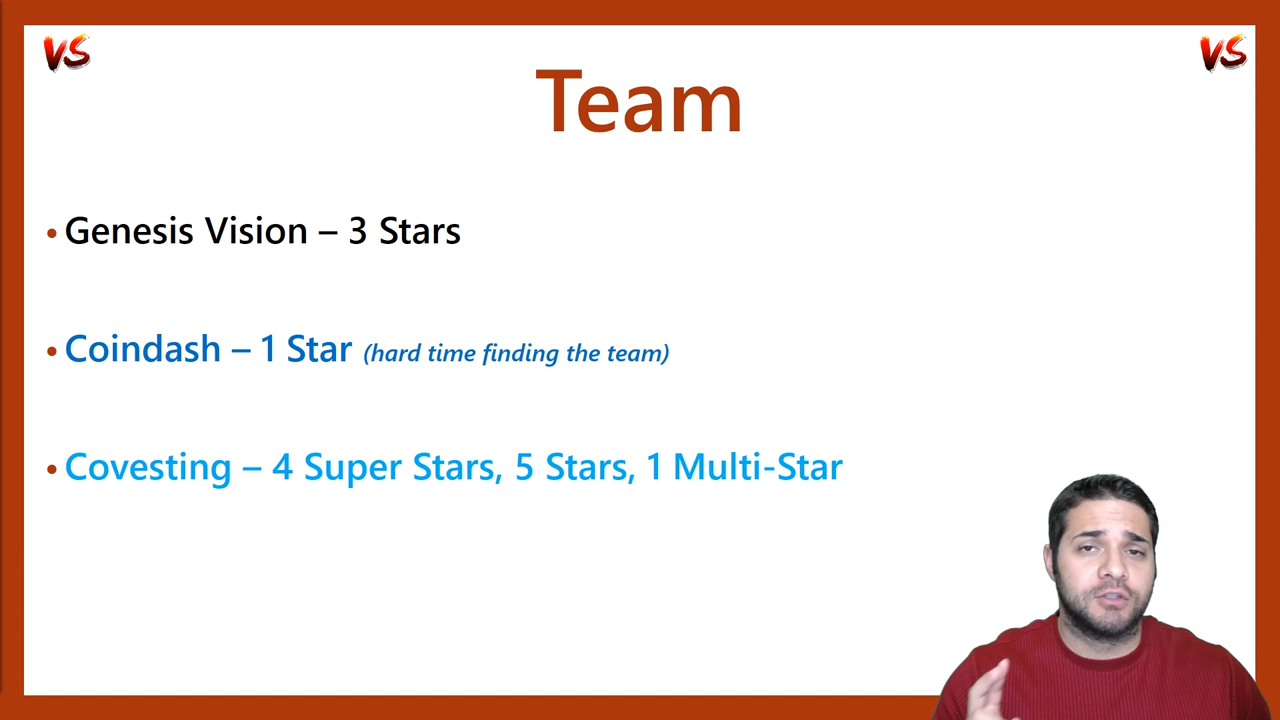 VS
VS
Team
• Genesis Vision – 3 Stars
• Coindash – 1 Star (hard time finding the team)
• Covesting – 4 Super Stars, 5 Stars, 1 Multi-Star